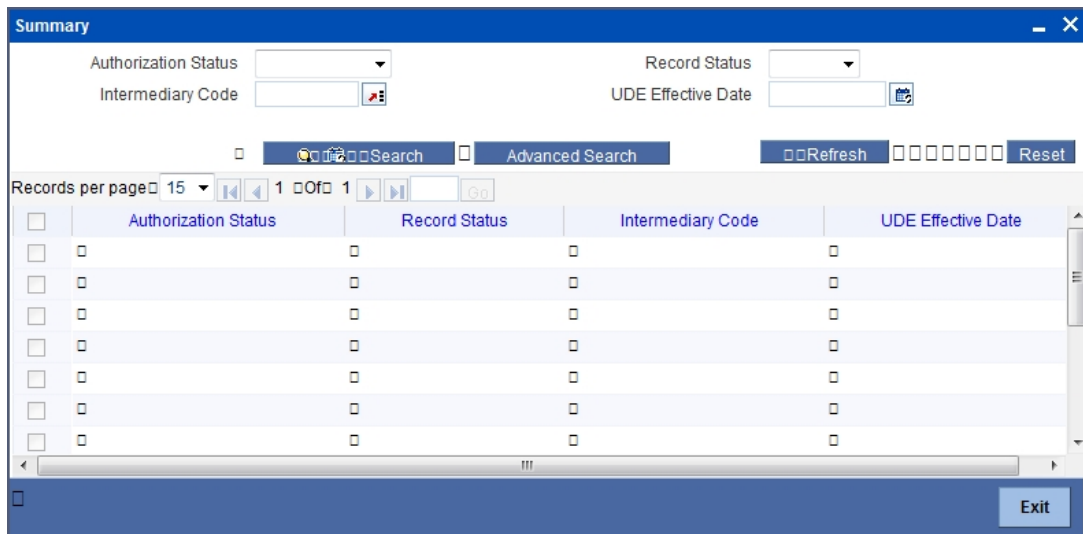 Summary
Authorization Status
Record Status
Intermediary Code
UDE Effective Date
Search
Advanced Search
Refresh
Reset
Records per page 15 1 Of 1 Go
Authorization Status Record Status Intermediary Code UDE Effective Date
Exit